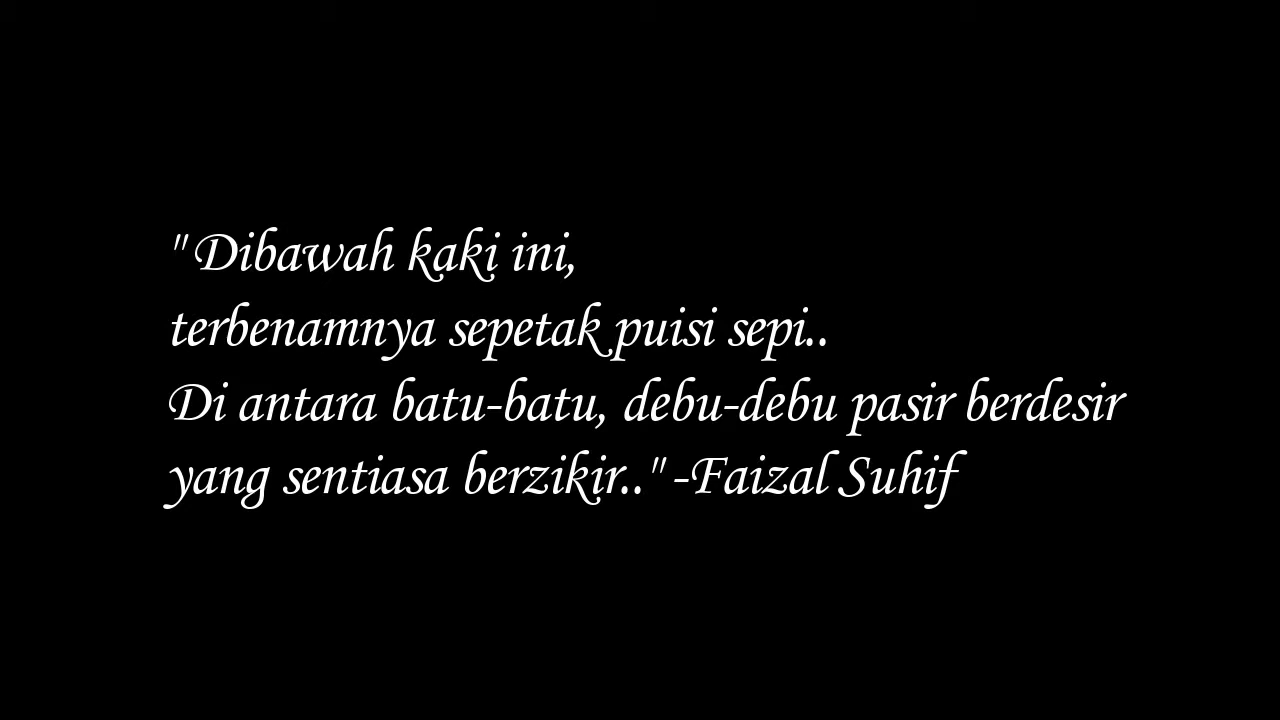 " Dibawah kaki ini,
terbenamnya sepetak puisi sepi..
Di antara batu-batu, debu-debu pasir berdesir
yang sentiasa berzikir.." -Faizal Suhif